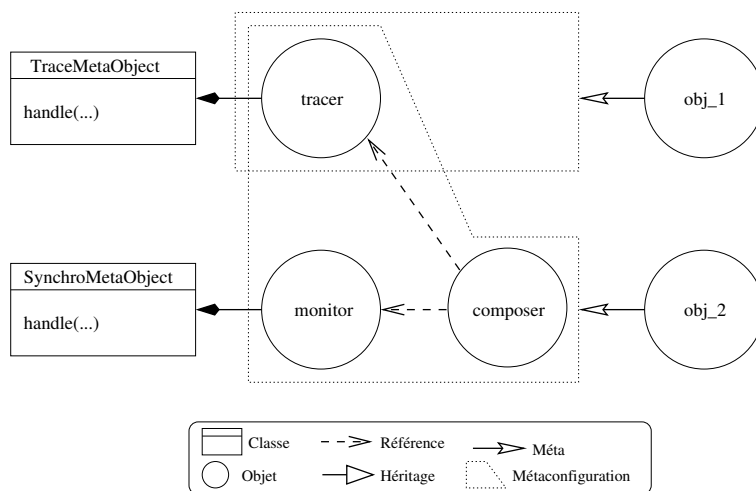 TraceMetaObject
handle(...)
tracer
obj_1
SynchroMetaObject
handle(...)
monitor
composer
obj_2
Classe
Référence
Méta
Objet
Héritage
Métaconfiguration